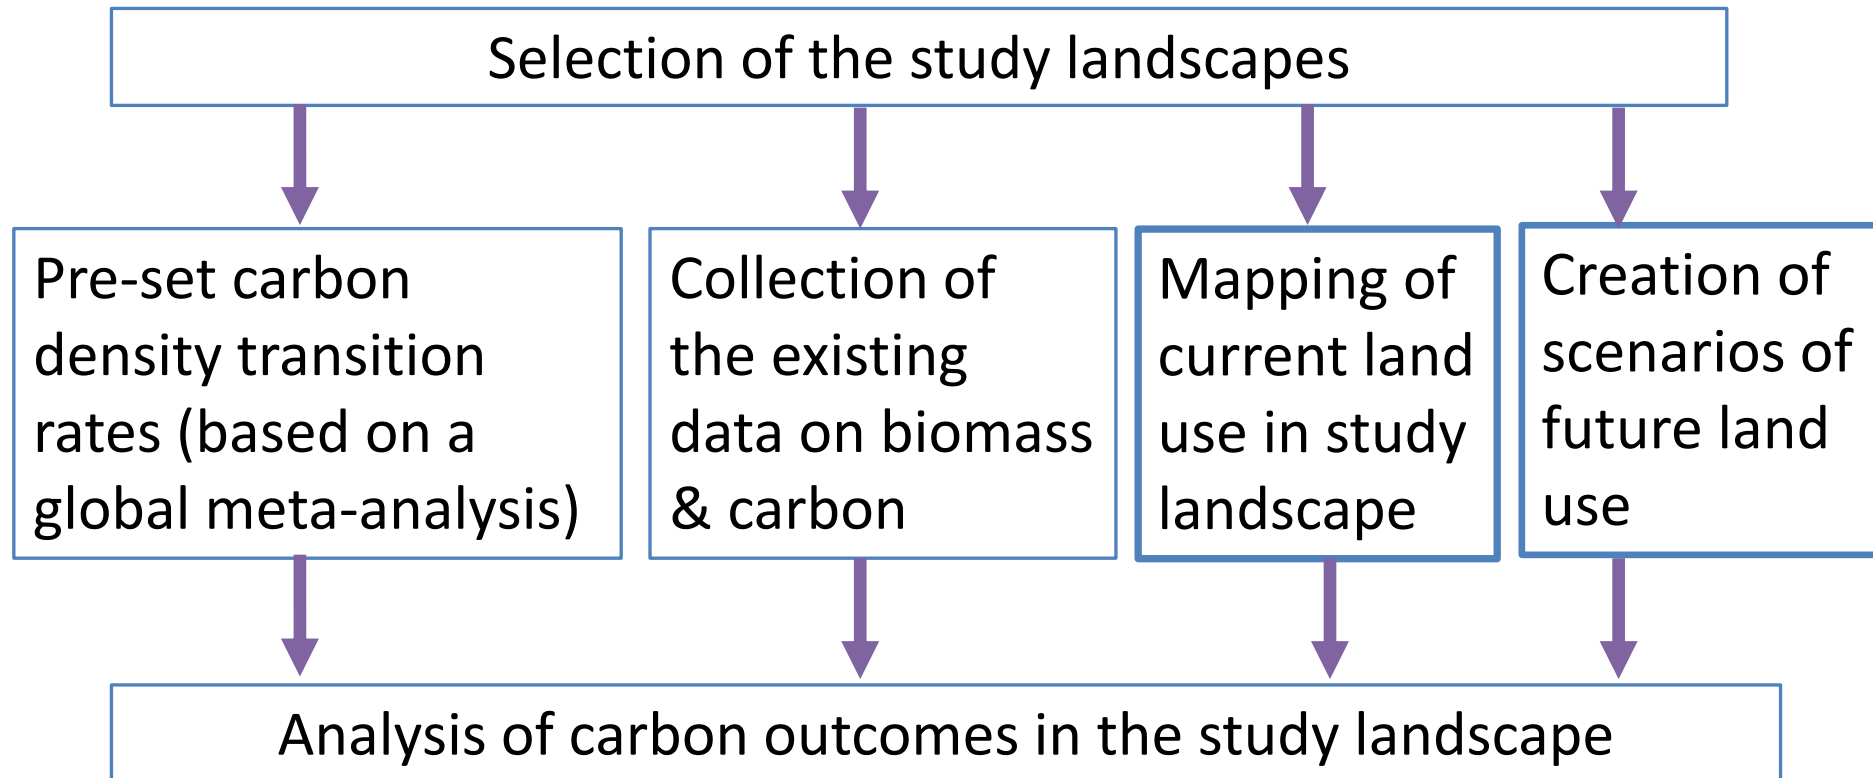 Selection of the study landscapes
Pre-set carbon
density transition
rates (based on a
global meta-analysis)
Collection of
the existing
data on biomass
& carbon
Mapping of
current land
use in study
landscape
Creation of
scenarios of
future land
use
Analysis of carbon outcomes in the study landscape